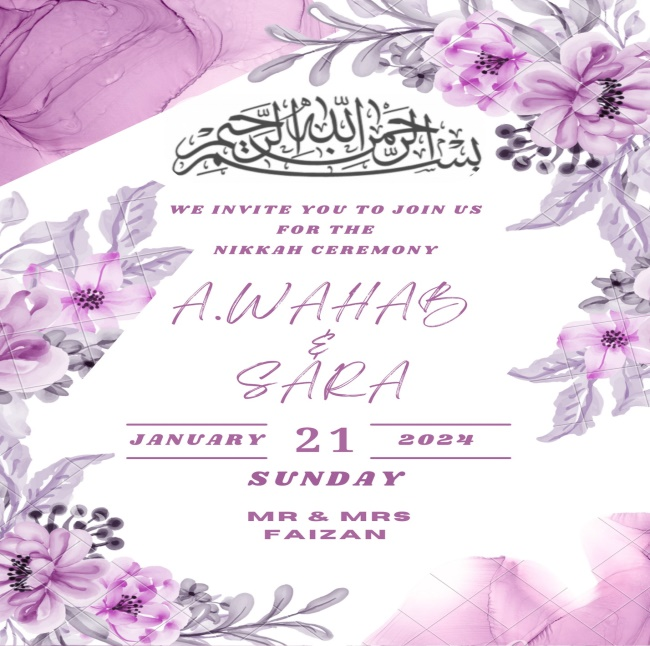 بسم الله الرحمن الرحيم
WE INVITE YOU TO JOIN US
FOR THE
NIKKAH CEREMONY
A.WAHAB
&
SARA
JANUARY 21 2024
SUNDAY
MR & MRS
FAIZAN